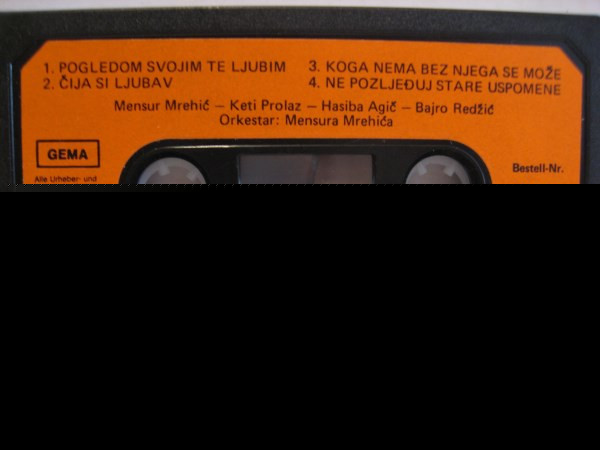 1. POGLEDOM SVOJIM TE LJUBIM
2. ČIJA SI LJUBAV
3. KOGA NEMA BEZ NJEGA SE MOŽE
4. NE POZLJEĐUJ STARE USPOMENE
Mensur Mrehić – Keti Prolaz – Hasiba Agić – Bajro Redžić
Orkestar: Mensura Mrehića
GEMA
Bestell-Nr.
Alle Urheber- und